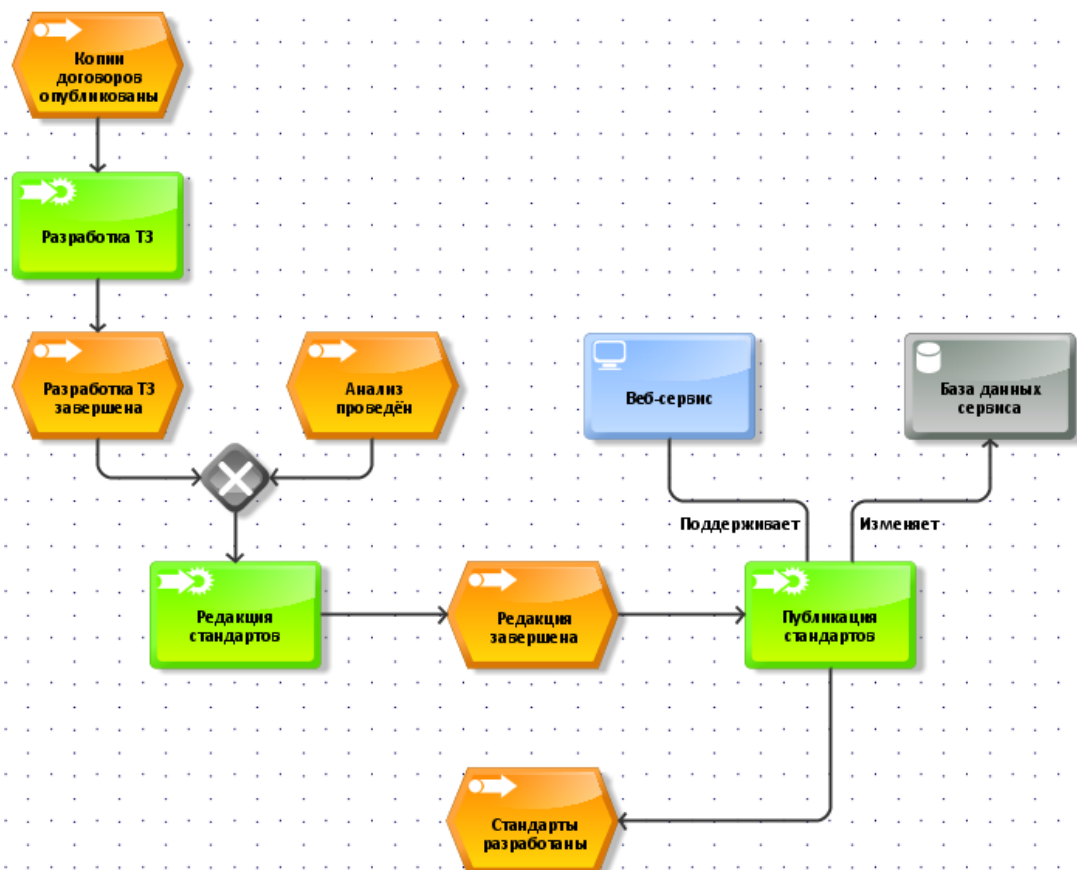 Копии
договоров
опубликованы
Разработка ТЗ
Разработка ТЗ
завершена
Анализ
проведён
Веб-сервис
База данных
сервиса
Поддерживает
Изменяет
Редакция
стандартов
Редакция
завершена
Публикация
стандартов
Стандарты
разработаны